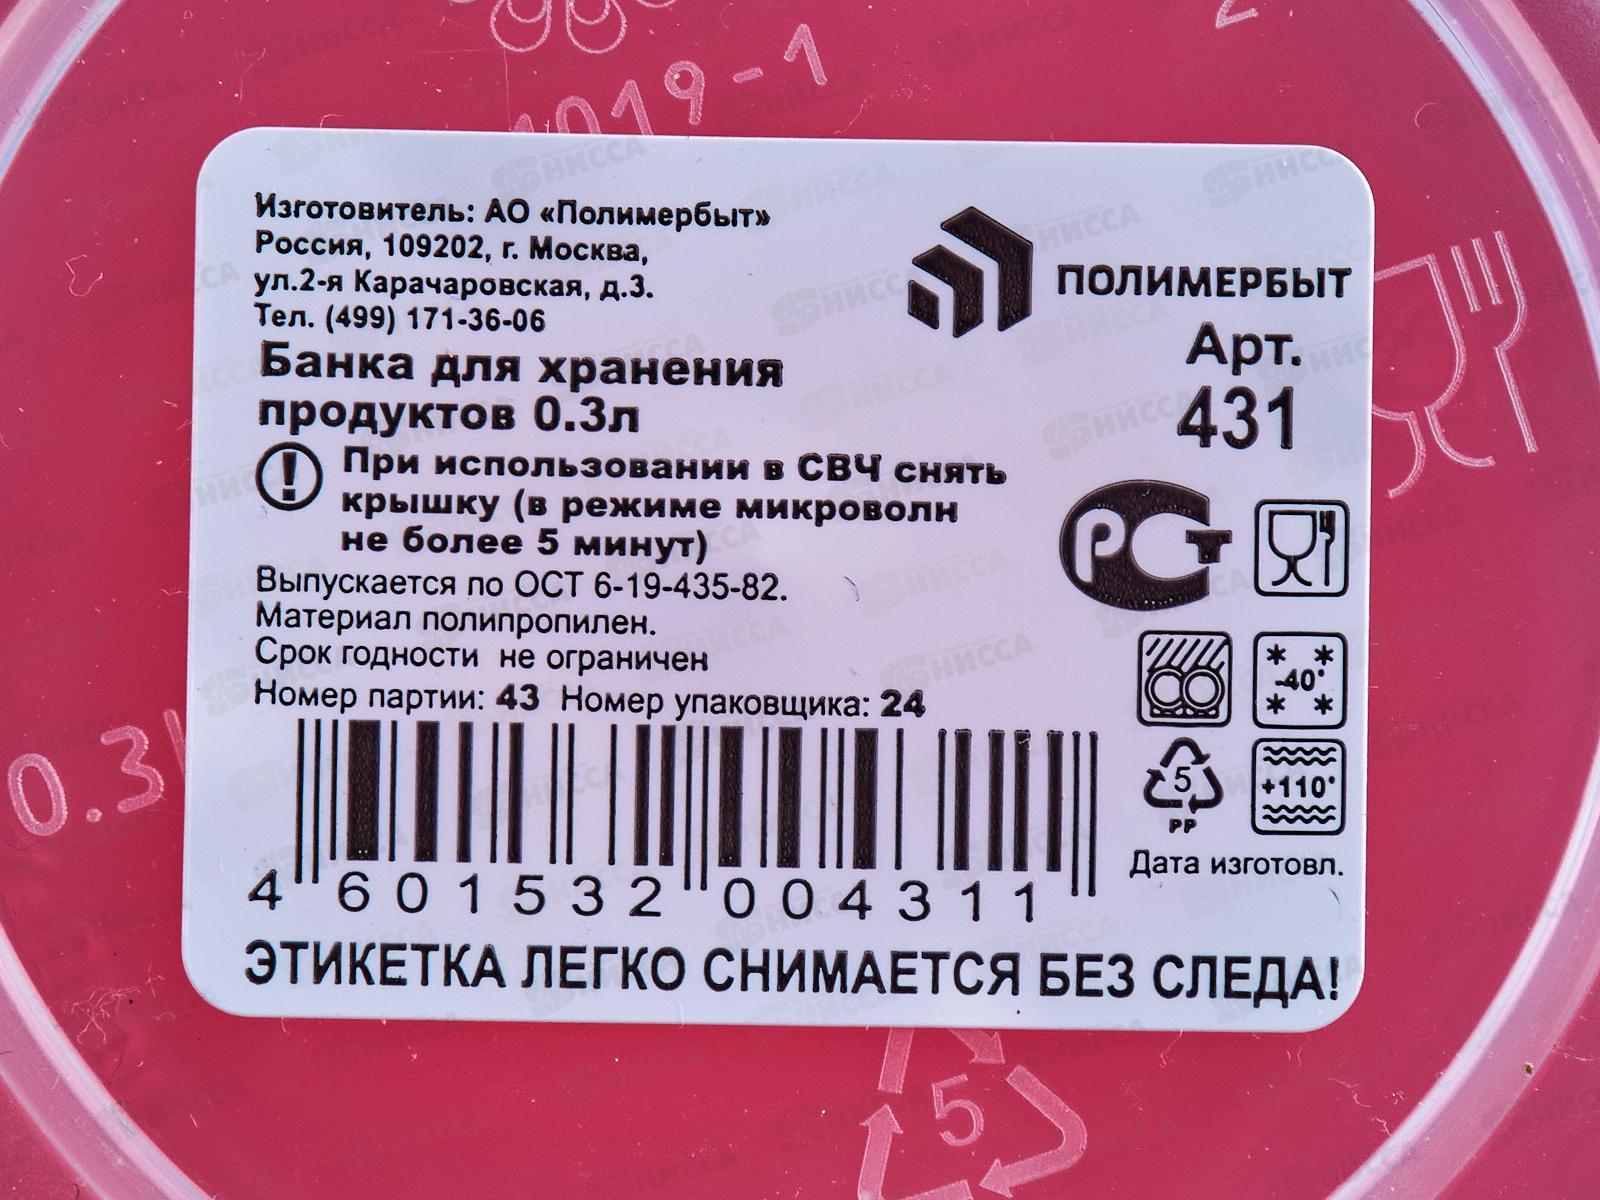 1019-1
Изготовитель: АО «Полимербыт»
Россия, 109202, г. Москва,
ул.2-я Карачаровская, д.3.
Тел. (499) 171-36-06
ПОЛИМЕРБЫТ
Арт.
431
Банка для хранения
продуктов 0.3л
При использовании в СВЧ снять
крышку (в режиме микроволн
не более 5 минут)
Выпускается по ОСТ 6-19-435-82.
Материал полипропилен.
Срок годности не ограничен
Номер партии: 43 Номер упаковщика: 24
РСТ
-40°
5
PP
+110°
Дата изготовл.
4 601532 004311
ЭТИКЕТКА ЛЕГКО СНИМАЕТСЯ БЕЗ СЛЕДА!
0.3l
5
НИССА